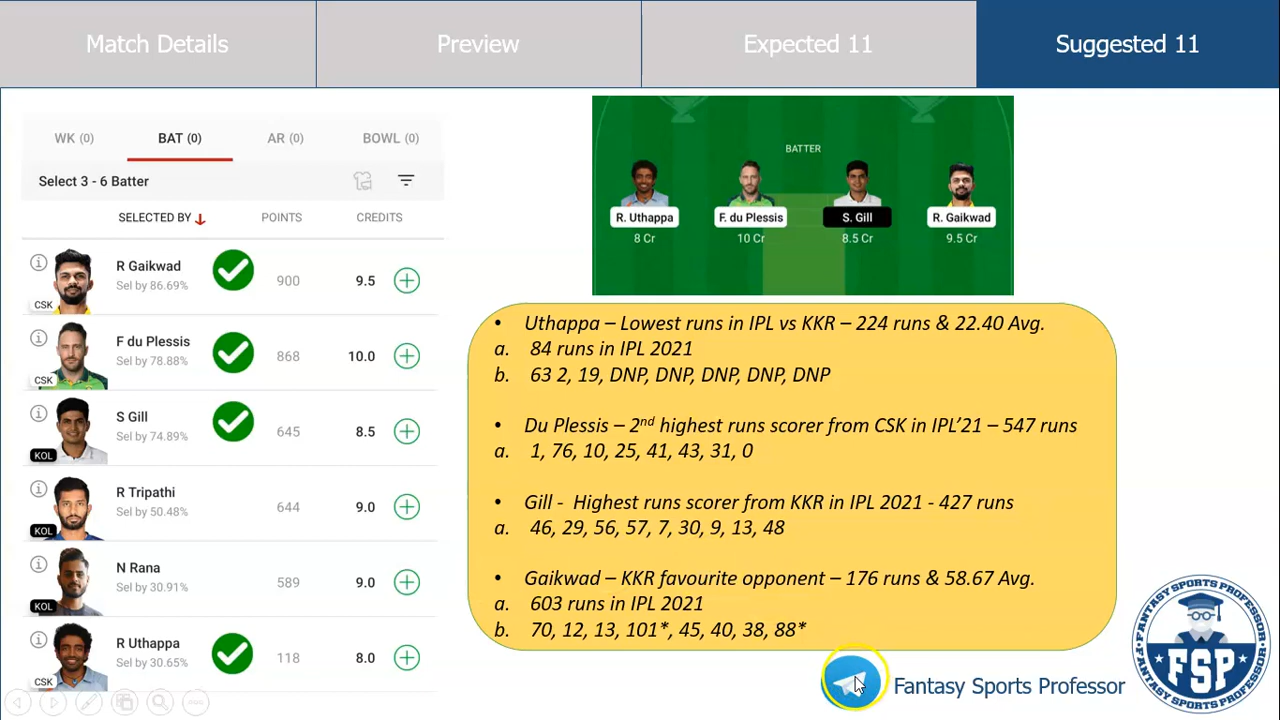 Match Details
Preview
Expected 11
Suggested 11
WK (0)
BAT (0)
AR (0)
BOWL (0)
Select 3 - 6 Batter
SELECTED BY
POINTS
CREDITS
R Gaikwad
Sel by 86.69%
900
9.5
CSK
F du Plessis
Sel by 78.88%
868
10.0
CSK
S Gill
Sel by 74.89%
645
8.5
KOL
R Tripathi
Sel by 50.48%
644
9.0
KOL
N Rana
Sel by 30.91%
589
9.0
KOL
R Uthappa
Sel by 30.65%
118
8.0
CSK
BATTER
R. Uthappa
F. du Plessis
S. Gill
R. Gaikwad
8 Cr
10 Cr
8.5 Cr
9.5 Cr
• Uthappa – Lowest runs in IPL vs KKR – 224 runs & 22.40 Avg.
a. 84 runs in IPL 2021
b. 63 2, 19, DNP, DNP, DNP, DNP, DNP
• Du Plessis – 2nd highest runs scorer from CSK in IPL'21 – 547 runs
a. 1, 76, 10, 25, 41, 43, 31, 0
• Gill - Highest runs scorer from KKR in IPL 2021 - 427 runs
a. 46, 29, 56, 57, 7, 30, 9, 13, 48
• Gaikwad – KKR favourite opponent – 176 runs & 58.67 Avg.
a. 603 runs in IPL 2021
b. 70, 12, 13, 101*, 45, 40, 38, 88*
Fantasy Sports Professor
FANTASY SPORTS PROFESSOR
FSP
FANTASY SPORTS PROFESSOR